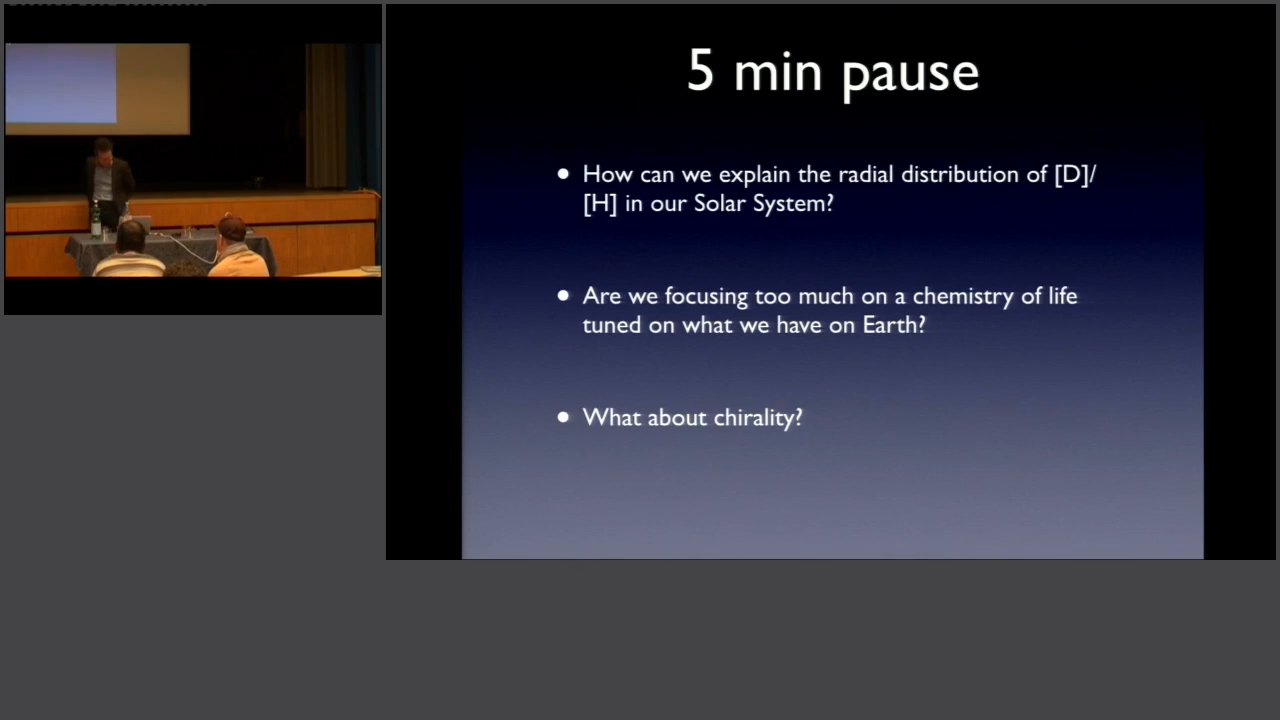 5 min pause
• How can we explain the radial distribution of [D]/
[H] in our Solar System?
• Are we focusing too much on a chemistry of life
tuned on what we have on Earth?
• What about chirality?